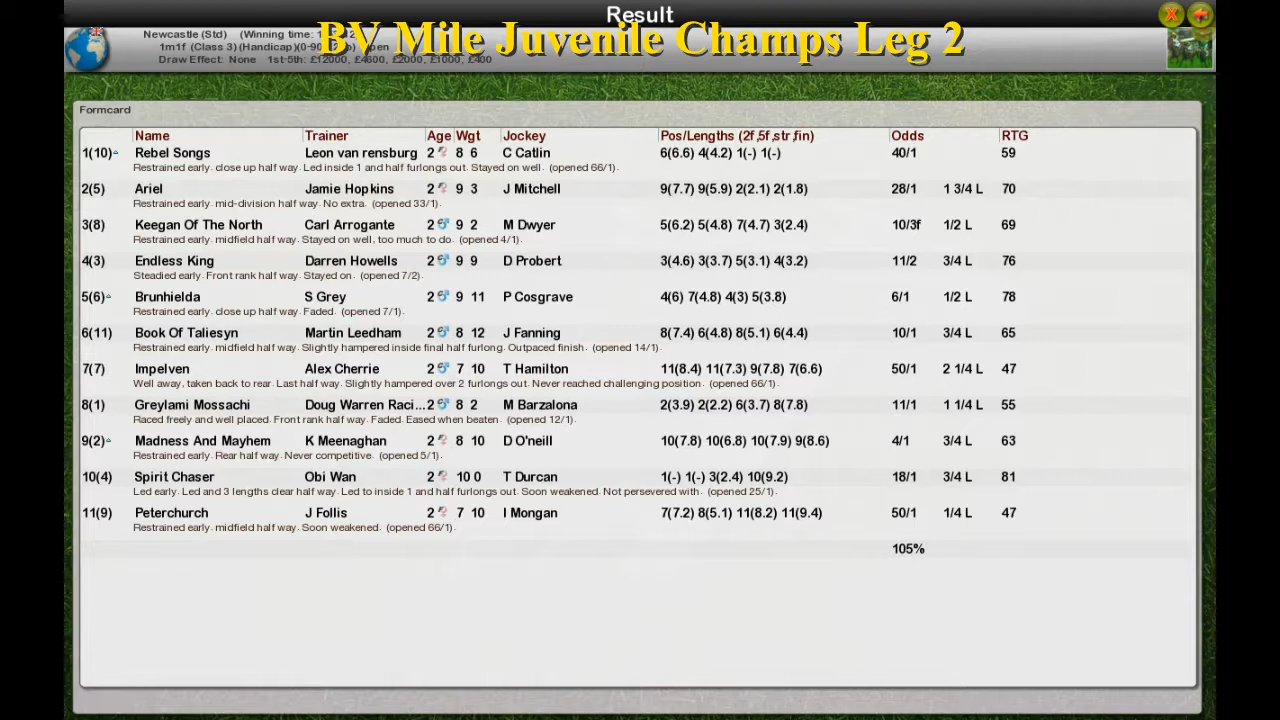 Result
BV Mile Juvenile Champs Leg 2
Newcastle (Std) (Winning time:
1m1f (Class 3)(Handicap)(0-90
Draw Effect: None 1st-5th: £12000, £4600, £2000, £1000, £400
Formcard
Name Trainer Age Wgt Jockey Pos/Lengths (2f,5f,str,fin) Odds RTG
1(10) Rebel Songs Leon van rensburg 2 8 6 C Catlin 6(6.6) 4(4.2) 1(-) 1(-) 40/1 59
Restrained early. close up half way. Led inside 1 and half furlongs out. Stayed on well. (opened 66/1).
2(5) Ariel Jamie Hopkins 2 9 3 J Mitchell 9(7.7) 9(5.9) 2(2.1) 2(1.8) 28/1 1 3/4 L 70
Restrained early. mid-division half way. No extra. (opened 33/1).
3(8) Keegan Of The North Carl Arrogante 2 9 2 M Dwyer 5(6.2) 5(4.8) 7(4.7) 3(2.4) 10/3f 1/2 L 69
Restrained early. midfield half way. Stayed on well, too much to do. (opened 4/1).
4(3) Endless King Darren Howells 2 9 9 D Probert 3(4.6) 3(3.7) 5(3.1) 4(3.2) 11/2 3/4 L 76
Steadied early. Front rank half way. Stayed on. (opened 7/2).
5(6) Brunhielda S Grey 2 9 11 P Cosgrave 4(6) 7(4.8) 4(3) 5(3.8) 6/1 1/2 L 78
Restrained early. close up half way. Faded. (opened 7/1).
6(11) Book Of Taliesyn Martin Leedham 2 8 12 J Fanning 8(7.4) 6(4.8) 8(5.1) 6(4.4) 10/1 3/4 L 65
Restrained early. midfield half way. Slightly hampered inside final half furlong. Outpaced finish. (opened 14/1).
7(7) Impelven Alex Cherrie 2 7 10 T Hamilton 11(8.4) 11(7.3) 9(7.8) 7(6.6) 50/1 2 1/4 L 47
Well away, taken back to rear. Last half way. Slightly hampered over 2 furlongs out. Never reached challenging position. (opened 66/1).
8(1) Greylami Mossachi Doug Warren Raci... 2 8 2 M Barzalona 2(3.9) 2(2.2) 6(3.7) 8(7.8) 11/1 1 1/4 L 55
Raced freely and well placed. Front rank half way. Faded. Eased when beaten. (opened 12/1).
9(2) Madness And Mayhem K Meenaghan 2 8 10 D O'neill 10(7.8) 10(6.8) 10(7.9) 9(8.6) 4/1 3/4 L 63
Restrained early. Rear half way. Never competitive. (opened 5/1).
10(4) Spirit Chaser Obi Wan 2 10 0 T Durcan 1(-) 1(-) 3(2.4) 10(9.2) 18/1 3/4 L 81
Led early. Led and 3 lengths clear half way. Led to inside 1 and half furlongs out. Soon weakened. Not persevered with. (opened 25/1).
11(9) Peterchurch J Follis 2 7 10 I Mongan 7(7.2) 8(5.1) 11(8.2) 11(9.4) 50/1 1/4 L 47
Restrained early. midfield half way. Soon weakened. (opened 66/1).
105%